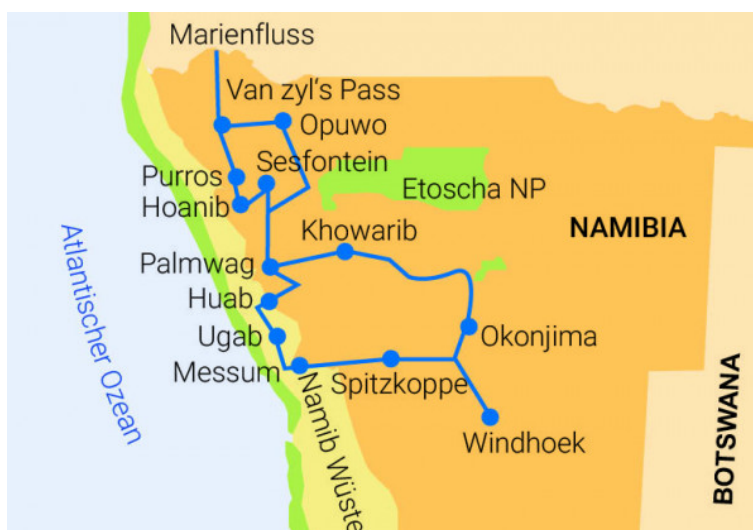 Marienfluss
Van zyl's Pass
Opuwo
Sesfontein
Purros
Etoscha NP
Hoanib
Khowarib
NAMIBIA
Palmwag
Huab
Ugab
Okonjima
Messum
Spitzkoppe
Windhoek
Atlantischer Ozean
Namib Wüste
BOTSWANA